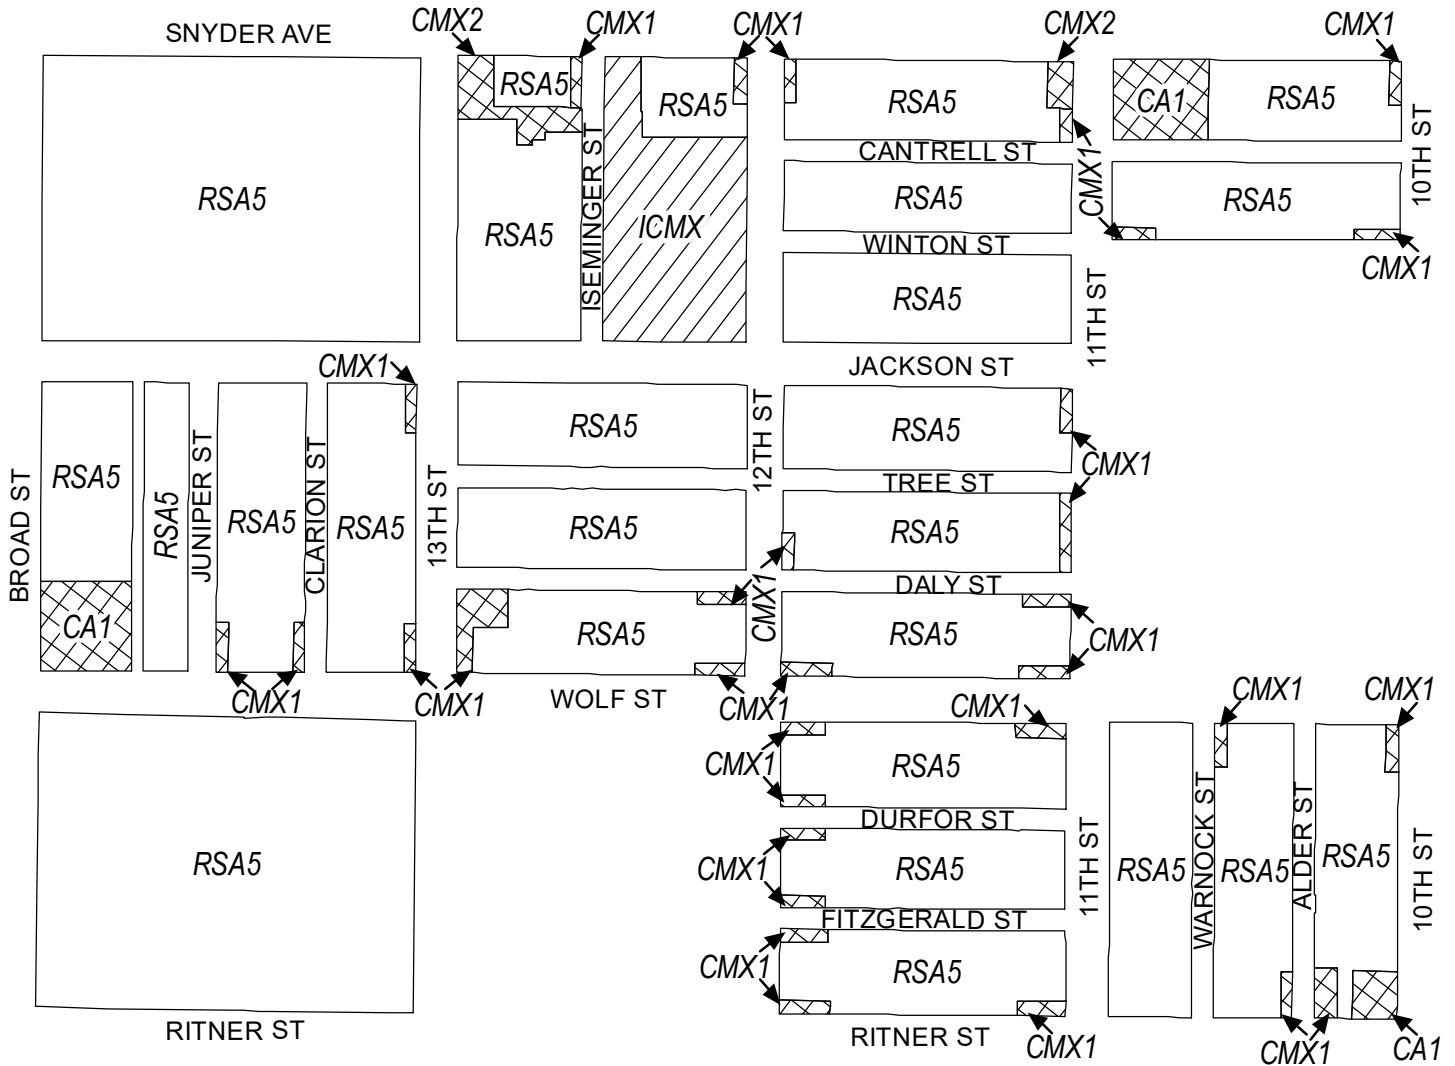 SNYDER AVE
CMX2
CMX1
CMX1
CMX2
CMX1
RSA5
RSA5
RSA5
CA1
RSA5
CANTRELL ST
RSA5
RSA5
ISEMINGER ST
ICMX
RSA5
CMX1
RSA5
10TH ST
WINTON ST
CMX1
RSA5
11TH ST
JACKSON ST
CMX1
RSA5
RSA5
12TH ST
CMX1
TREE ST
BROAD ST
RSA5
RSA5
JUNIPER ST
RSA5
CLARION ST
RSA5
13TH ST
RSA5
RSA5
DALY ST
CMX1
CA1
RSA5
RSA5
CMX1
CMX1
CMX1
WOLF ST
CMX1
CMX1
CMX1
CMX1
CMX1
RSA5
DURFOR ST
RSA5
CMX1
RSA5
11TH ST
RSA5
WARNOCK ST
RSA5
ALDER ST
RSA5
10TH ST
FITZGERALD ST
CMX1
RSA5
RITNER ST
RITNER ST
CMX1
CMX1
CA1